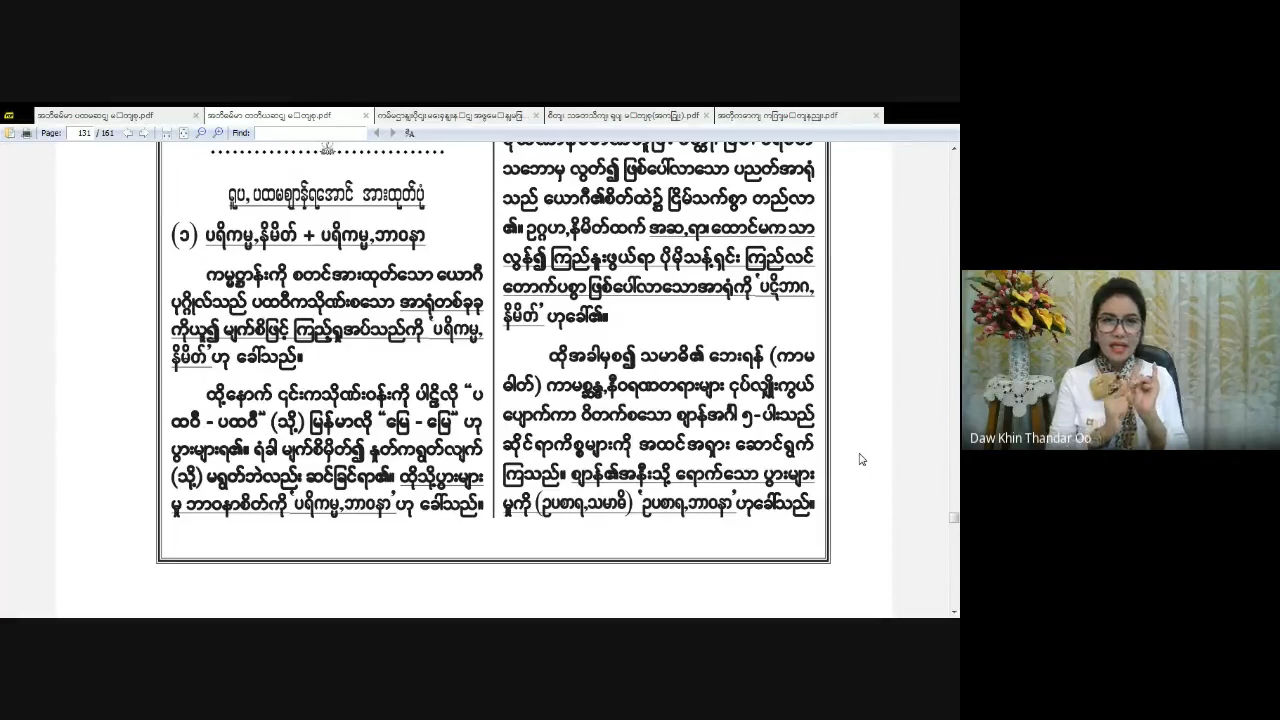 Page: 131 / 161
Find:
ရူပ,ပထမဈာန်ရအောင် အားထုတ်ပုံ
(၁) ပရိကမ္မ,နိမိတ် + ပရိကမ္မ,ဘာဝနာ
ကမ္မဋ္ဌာန်းကို စတင်အားထုတ်သော ယောဂီ
ပုဂ္ဂိုလ်သည် ပထဝီကသိုဏ်းစသော အာရုံတစ်ခုခု
ကိုယူ၍ မျက်စိဖြင့် ကြည့်ရှုအပ်သည်ကို 'ပရိကမ္မ,
နိမိတ်'ဟု ခေါ်သည်။
ထို့နောက် ၎င်းကသိုဏ်းဝန်းကို ပါဠိလို "ပ
ထဝီ - ပထဝီ" (သို့) မြန်မာလို "မြေ - မြေ" ဟု
ပွားများရ၏။ ရံခါ မျက်စိမှိတ်၍ နှုတ်ကရွတ်လျက်
(သို့) မရွတ်ဘဲလည်း ဆင်ခြင်ရာ၏။ ထိုသို့ပွားများ
မှု ဘာဝနာစိတ်ကို 'ပရိကမ္မ,ဘာဝနာ'ဟု ခေါ်သည်။
သဘောမှ လွတ်၍ ဖြစ်ပေါ်လာသော ပညတ်အာရုံ
သည် ယောဂီ၏စိတ်ထဲ၌ ငြိမ်သက်စွာ တည်လာ
၏။ ဥဂ္ဂဟ,နိမိတ်ထက် အဆ,ရာ၊ထောင်မက သာ
လွန်၍ ကြည်နူးဖွယ်ရာ ပိုမိုသန့်ရှင်း ကြည်လင်
တောက်ပစွာ ဖြစ်ပေါ်လာသောအာရုံကို 'ပဋိဘာဂ,
နိမိတ်' ဟုခေါ်၏။
ထိုအခါမှစ၍ သမာဓိ၏ ဘေးရန် (ကာမ
ဓါတ်) ကာမစ္ဆန္ဒ,နီဝရဏတရားများ ငုပ်လျှိုးကွယ်
ပျောက်ကာ ဝိတက်စသော ဈာန်အင်္ဂါ ၅-ပါးသည်
ဆိုင်ရာကိစ္စများကို အထင်အရှား ဆောင်ရွက်
ကြသည်။ ဈာန်၏အနီးသို့ ရောက်သော ပွားများ
မှုကို (ဥပစာရ,သမာဓိ) 'ဥပစာရ,ဘာဝနာ'ဟုခေါ်သည်။
Daw Khin Thandar Oo